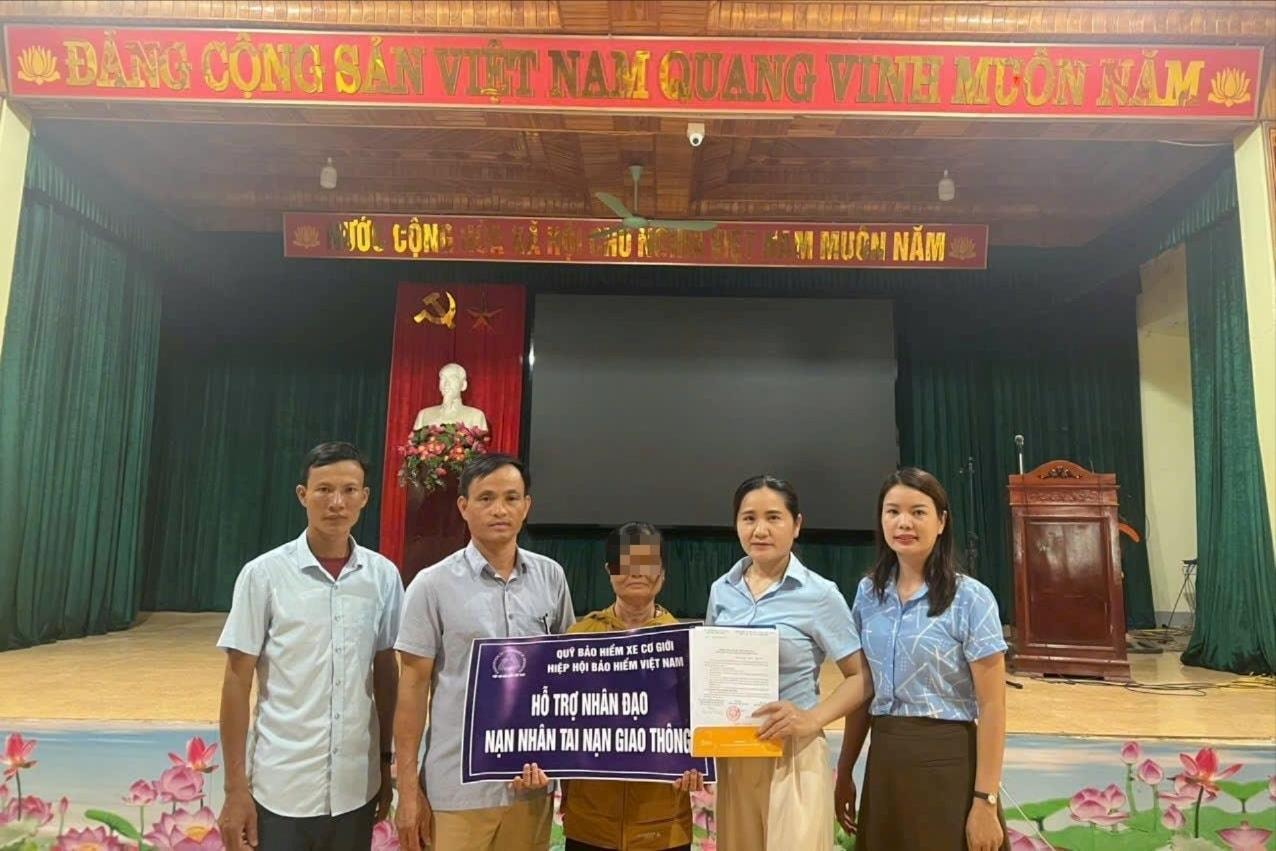 ĐẢNG CỘNG SẢN VIỆT NAM QUANG VINH MUÔN NĂM
NƯỚC CỘNG HÒA XÃ HỘI CHỦ NGHĨA VIỆT NAM MUÔN NĂM
QUỸ BẢO HIỂM XE CƠ GIỚI
HIỆP HỘI BẢO HIỂM VIỆT NAM
HỖ TRỢ NHÂN ĐẠO
NẠN NHÂN TAI NẠN GIAO THÔNG